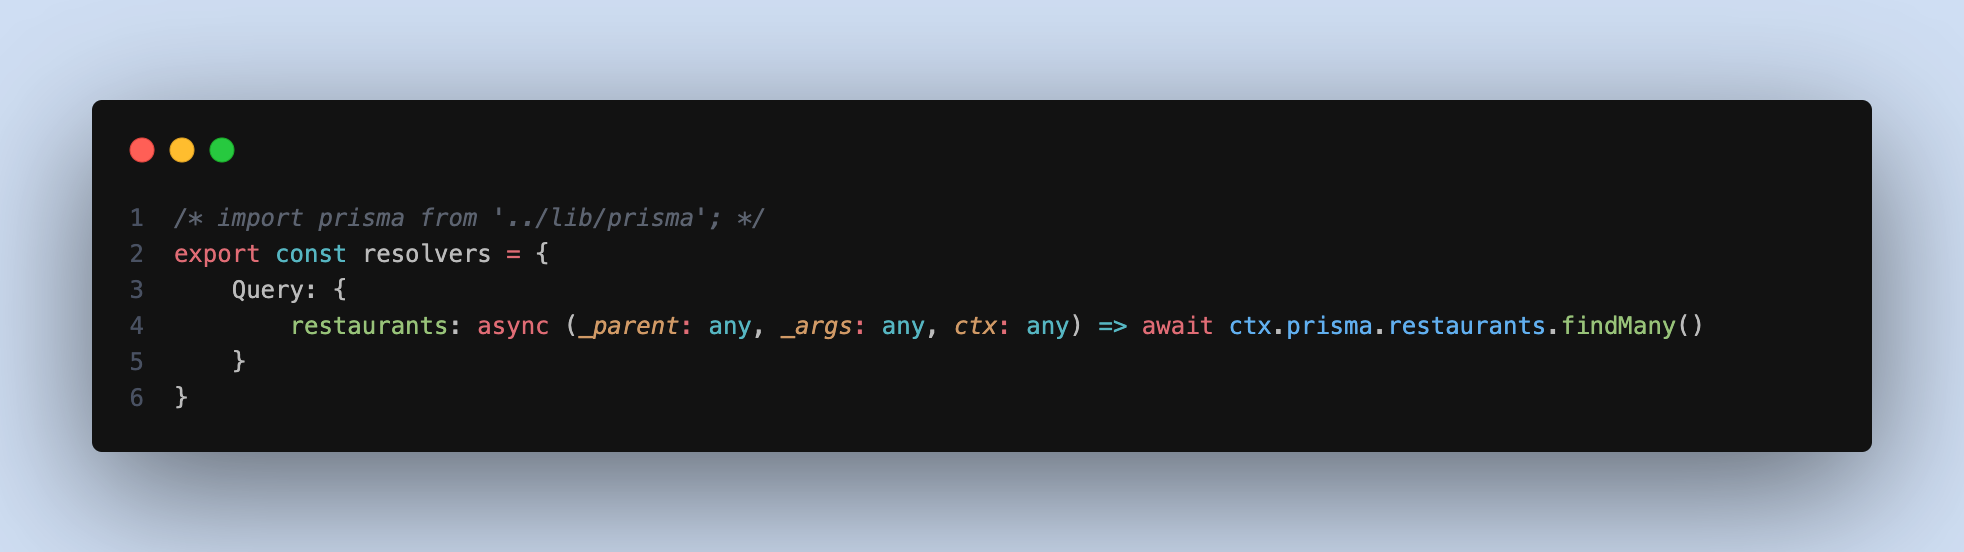 1 /* import prisma from '../lib/prisma'; */
2 export const resolvers = {
3     Query: {
4         restaurants: async (_parent: any, _args: any, ctx: any) => await ctx.prisma.restaurants.findMany()
5     }
6 }